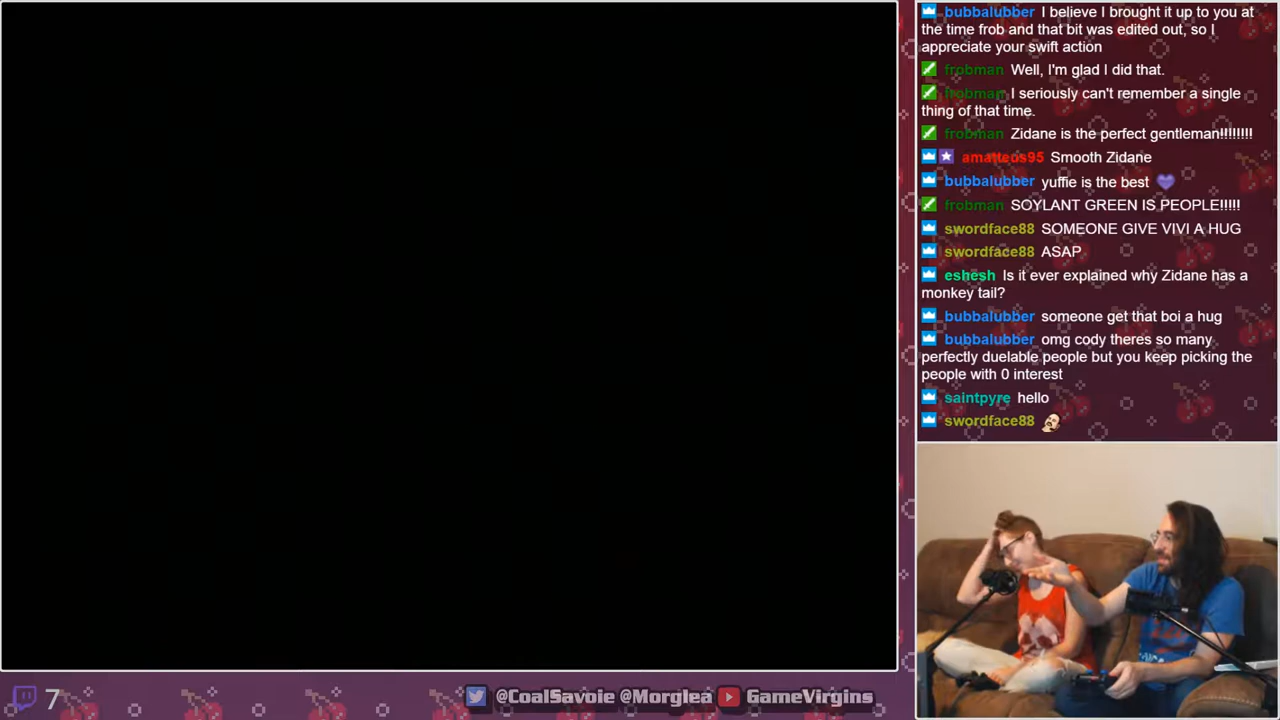 bubbalubber I believe I brought it up to you at
the time frob and that bit was edited out, so I
appreciate your swift action
frobman Well, I'm glad I did that.
frobman I seriously can't remember a single
thing of that time.
frobman Zidane is the perfect gentleman!!!!!!!!
amatteus95 Smooth Zidane
bubbalubber yuffie is the best
frobman SOYLANT GREEN IS PEOPLE!!!!!
swordface88 SOMEONE GIVE VIVI A HUG
swordface88 ASAP
eshesh Is it ever explained why Zidane has a
monkey tail?
bubbalubber someone get that boi a hug
bubbalubber omg cody theres so many
perfectly duelable people but you keep picking the
people with 0 interest
saintpyre hello
swordface88
7 @CoalSavoie @Morglea GameVirgins